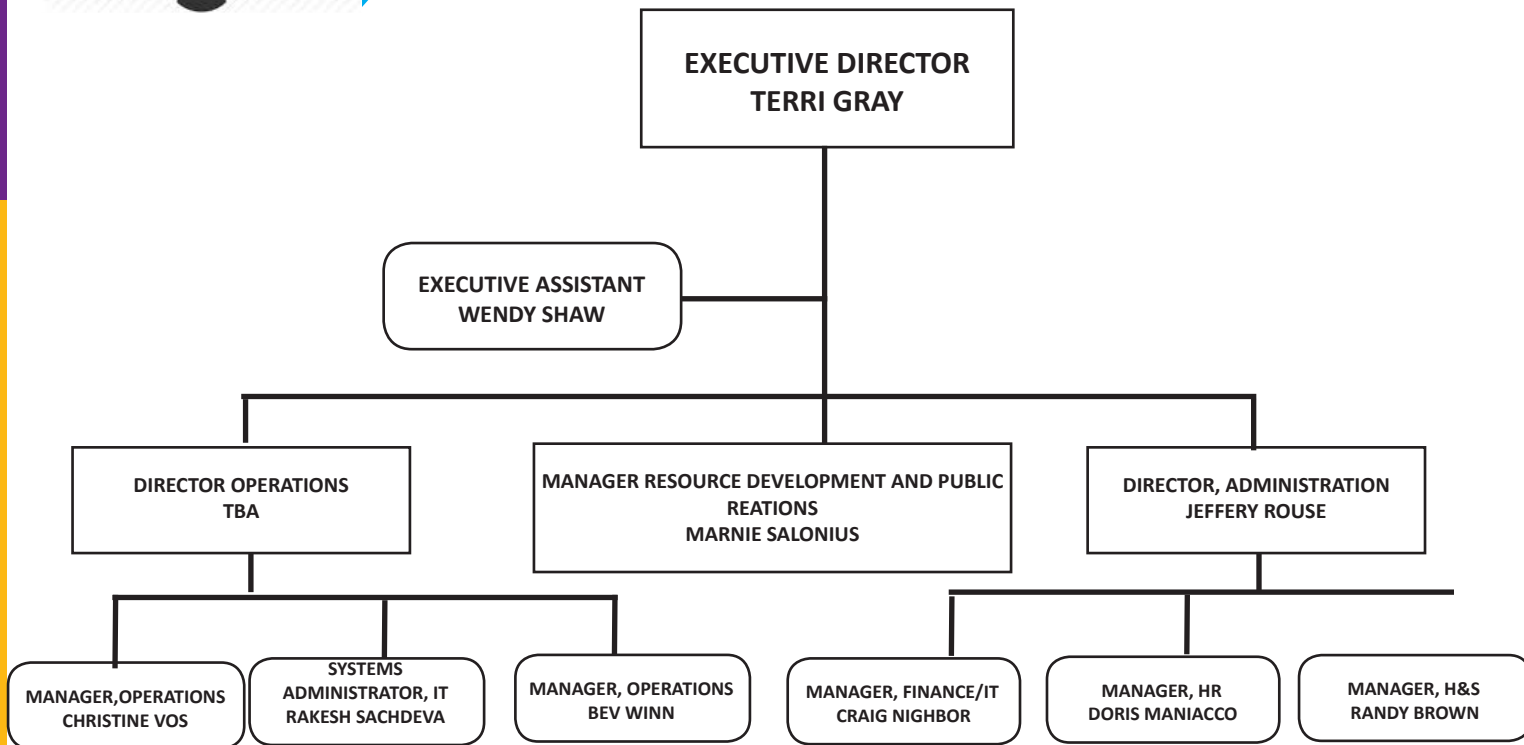 EXECUTIVE DIRECTOR
TERRI GRAY
EXECUTIVE ASSISTANT
WENDY SHAW
DIRECTOR OPERATIONS
TBA
MANAGER RESOURCE DEVELOPMENT AND PUBLIC
REATIONS
MARNIE SALONIUS
DIRECTOR, ADMINISTRATION
JEFFERY ROUSE
MANAGER,OPERATIONS
CHRISTINE VOS
SYSTEMS
ADMINISTRATOR, IT
RAKESH SACHDEVA
MANAGER, OPERATIONS
BEV WINN
MANAGER, FINANCE/IT
CRAIG NIGHBOR
MANAGER, HR
DORIS MANIACCO
MANAGER, H&S
RANDY BROWN